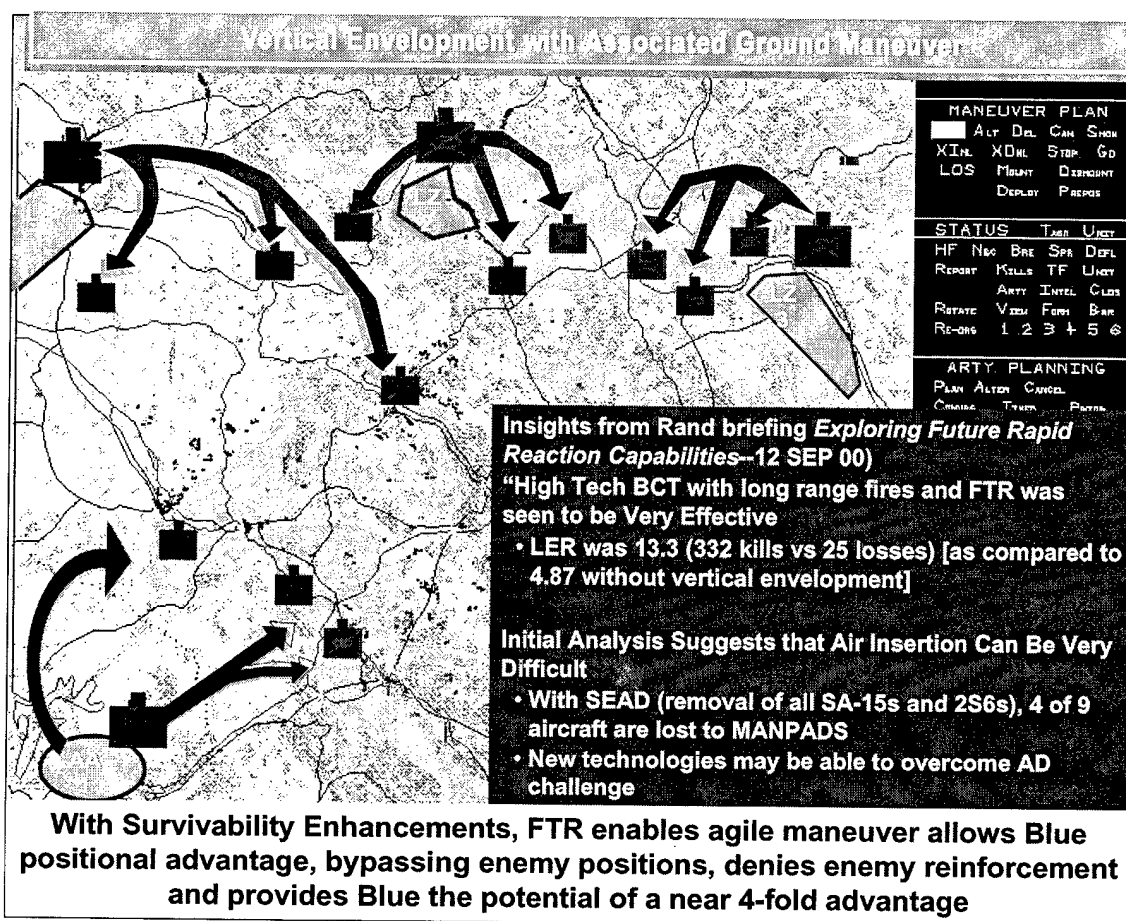 Vertical Envelopment with Associated Ground Maneuver
MANEUVER PLAN
ALT DEL CAN SHOW
STOP GO
LOS MOUNT DISMOUNT
DEPLOY PREPOS
STATUS TASK UNIT
HF NBC BRE SPR DEFL
REPORT KILLS TF UNIT
ARTY INTEL CLDS
ROTATE VIEW FORM BAR
RE-ORG 1 2 3 4 5 6
ARTY PLANNING
PLAN ALTER CANCEL
LZ
LZ
LZ
AA
Insights from Rand briefing Exploring Future Rapid
Reaction Capabilities--12 SEP 00)
“High Tech BCT with long range fires and FTR was
seen to be Very Effective
• LER was 13.3 (332 kills vs 25 losses) [as compared to
4.87 without vertical envelopment]
Initial Analysis Suggests that Air Insertion Can Be Very
Difficult
• With SEAD (removal of all SA-15s and 2S6s), 4 of 9
aircraft are lost to MANPADS
• New technologies may be able to overcome AD
challenge
With Survivability Enhancements, FTR enables agile maneuver allows Blue
positional advantage, bypassing enemy positions, denies enemy reinforcement
and provides Blue the potential of a near 4-fold advantage